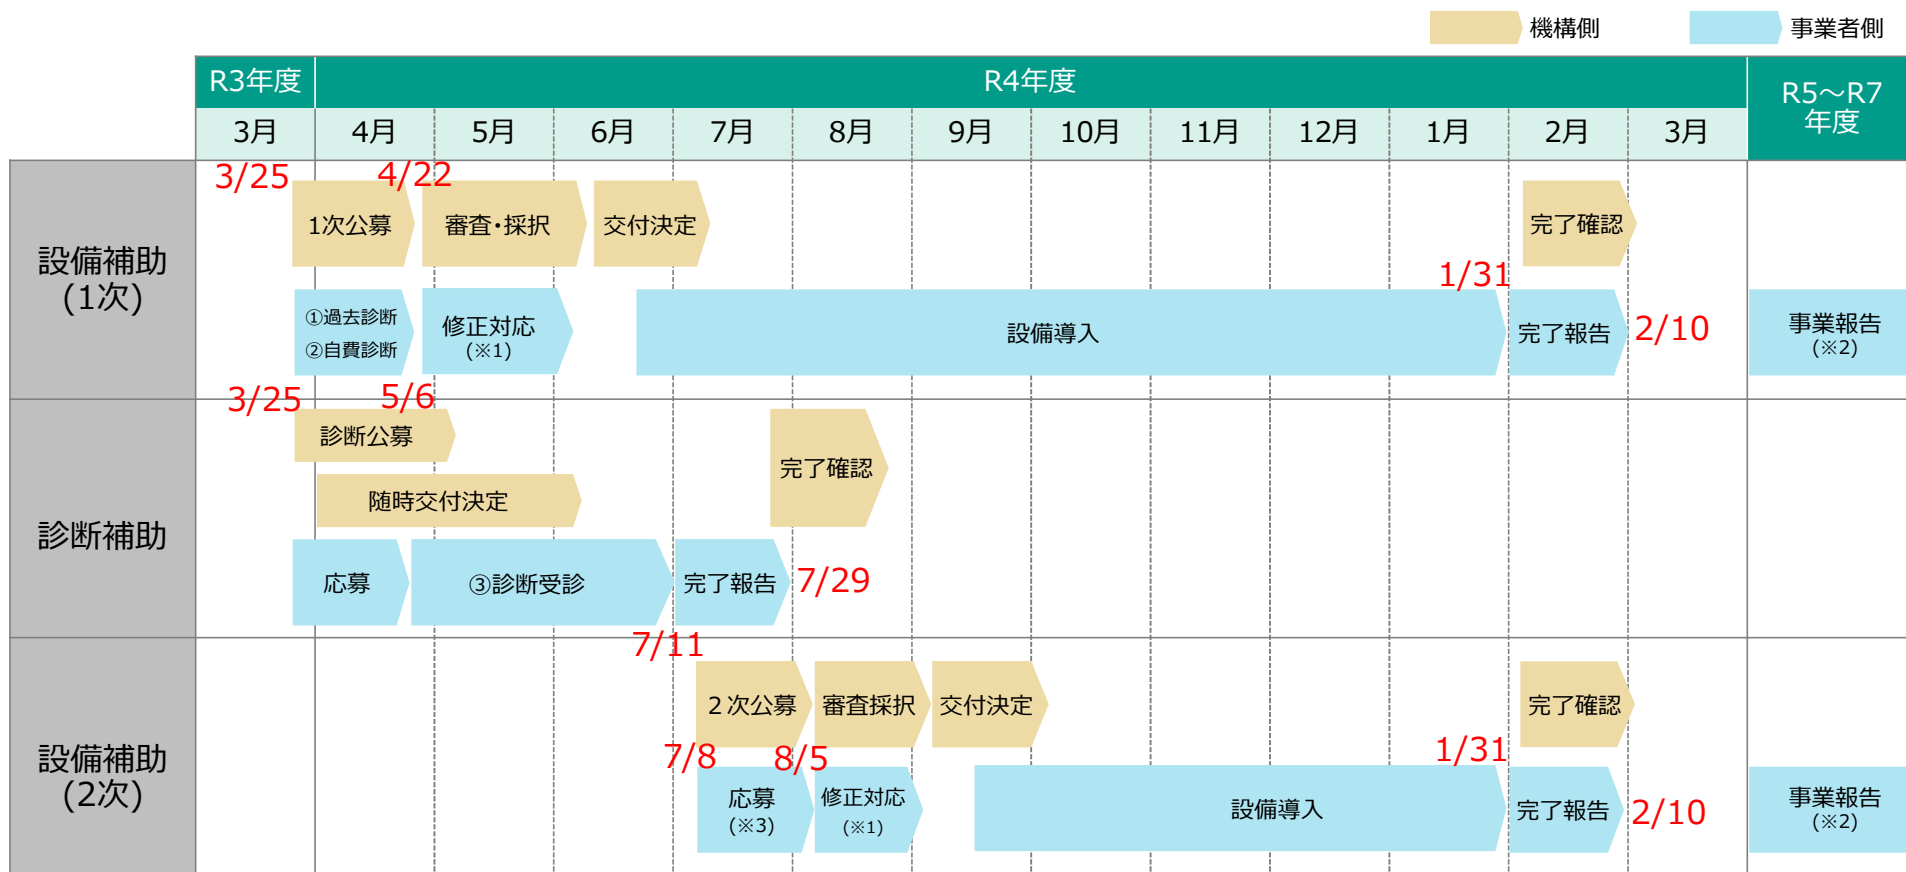 機構側
事業者側
R3年度
R4年度
R5～R7
年度
3月
4月
5月
6月
7月
8月
9月
10月
11月
12月
1月
2月
3月
設備補助
(1次)
3/25
4/22
1次公募
審査・採択
交付決定
完了確認
1/31
①過去診断
②自費診断
修正対応
(※1)
設備導入
完了報告
2/10
事業報告
(※2)
診断補助
3/25
5/6
診断公募
随時交付決定
完了確認
応募
③診断受診
完了報告
7/29
設備補助
(2次)
7/11
２次公募
審査採択
交付決定
完了確認
7/8
8/5
1/31
応募
(※3)
修正対応
(※1)
設備導入
完了報告
2/10
事業報告
(※2)